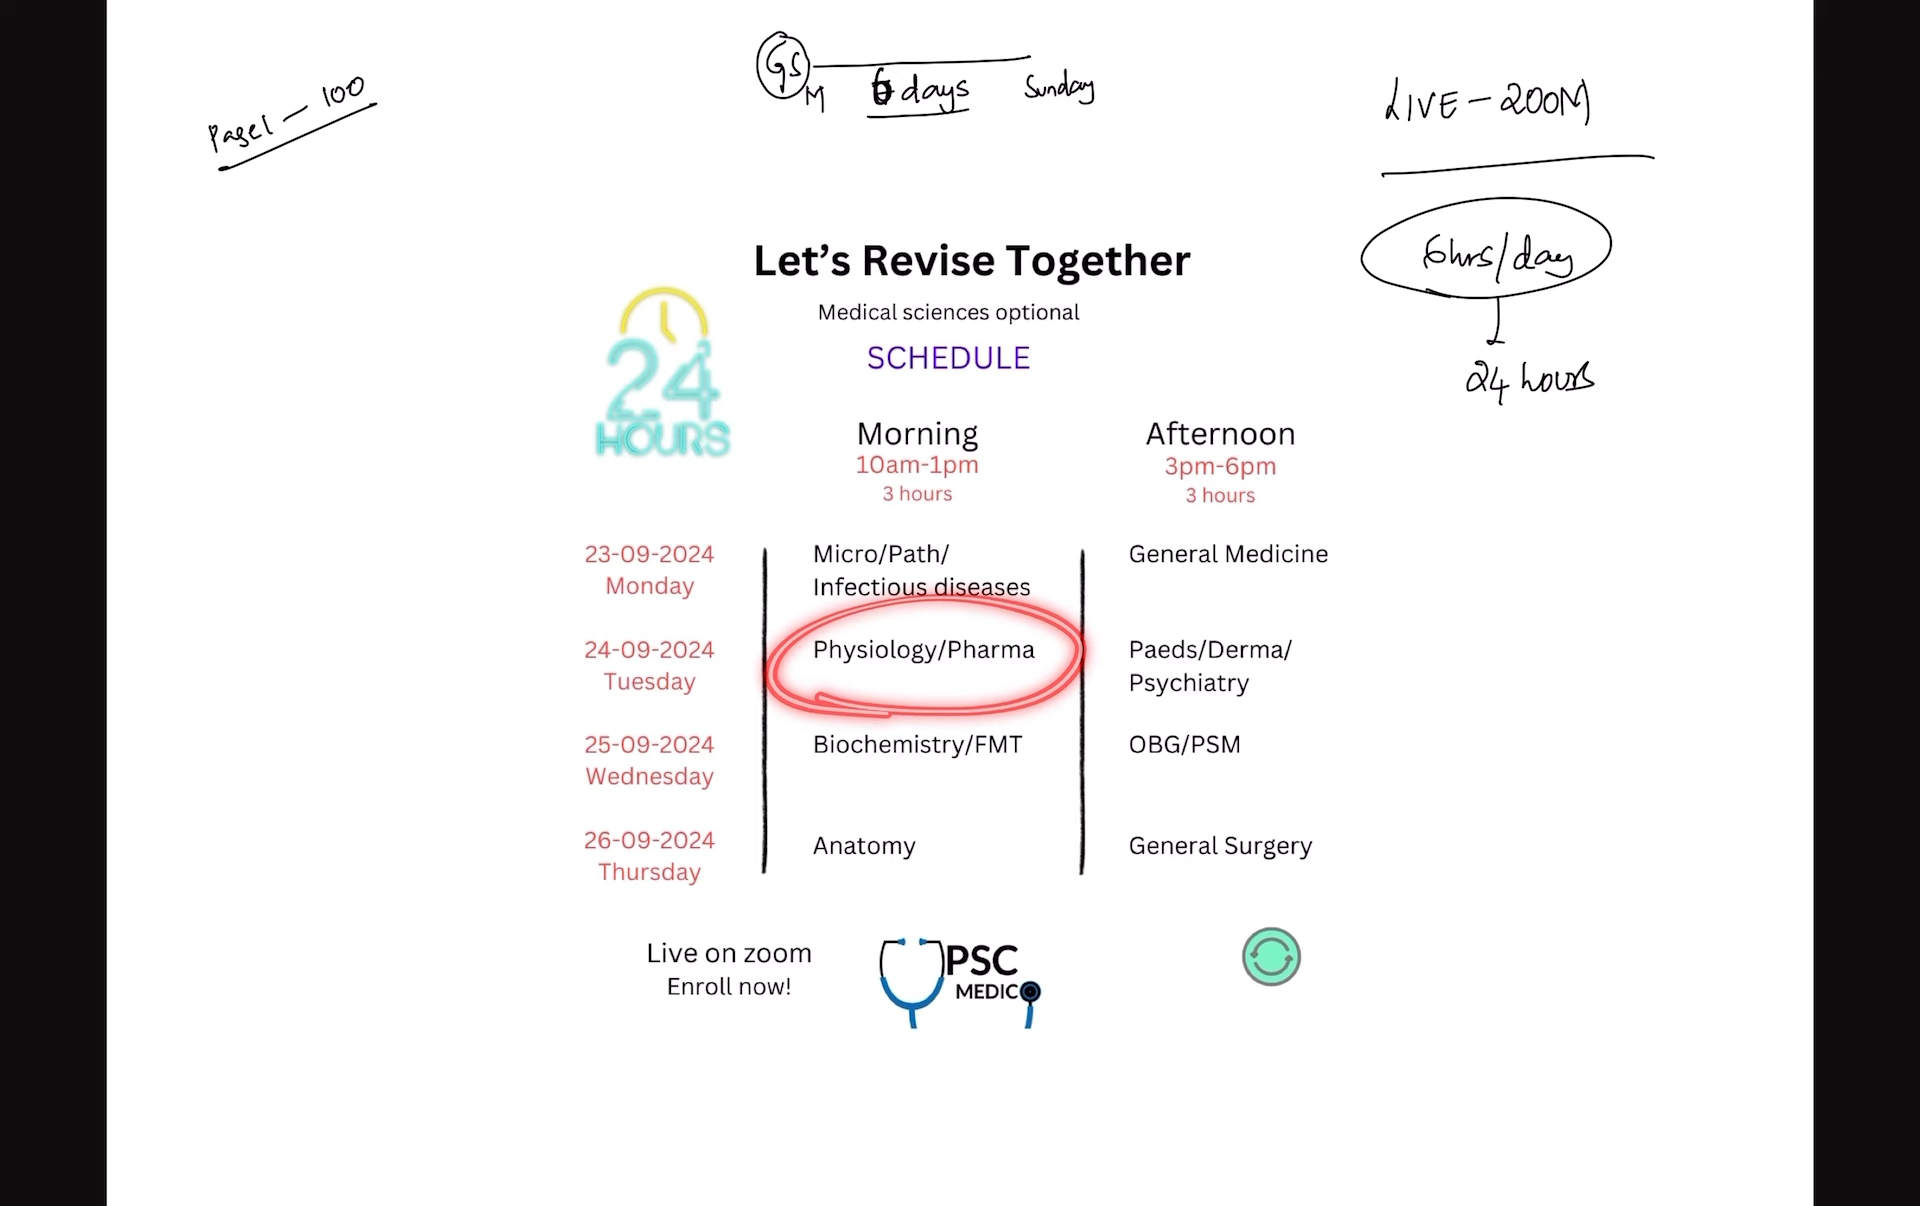 GS
M 6 days Sunday
Page1 - 100
LIVE - ZOOM
6hrs/day
24 hours
Let's Revise Together
Medical sciences optional
SCHEDULE
24
HOURS
Morning
10am-1pm
3 hours
Afternoon
3pm-6pm
3 hours
23-09-2024
Monday
Micro/Path/
Infectious diseases
General Medicine
24-09-2024
Tuesday
Physiology/Pharma
Paeds/Derma/
Psychiatry
25-09-2024
Wednesday
Biochemistry/FMT
OBG/PSM
26-09-2024
Thursday
Anatomy
General Surgery
Live on zoom
Enroll now!
UPSC
MEDICO